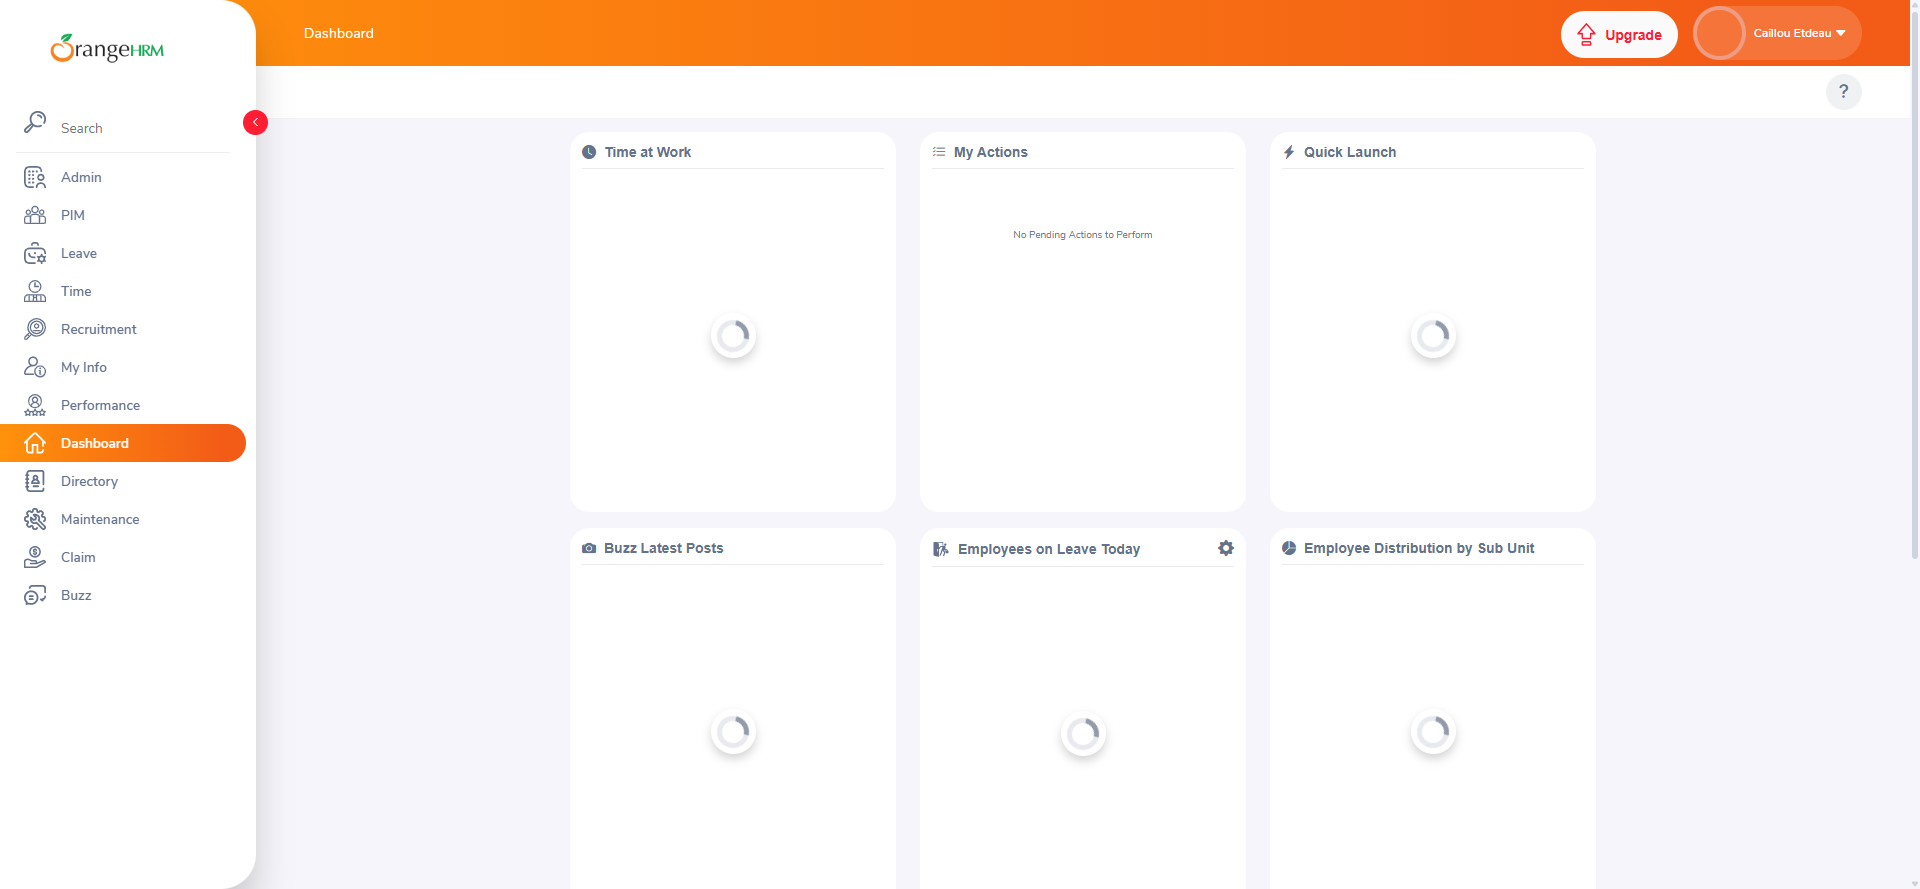 OrangeHRM
Dashboard
Upgrade
Caillou Etdeau
?
Search
Admin
PIM
Leave
Time
Recruitment
My Info
Performance
Dashboard
Directory
Maintenance
Claim
Buzz
Time at Work
My Actions
Quick Launch
No Pending Actions to Perform
Buzz Latest Posts
Employees on Leave Today
Employee Distribution by Sub Unit